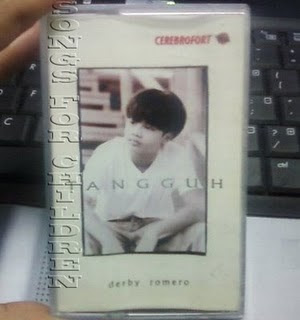 CEREBROFORT
TANGGUH
derby romero
SONGS FOR CHILDREN